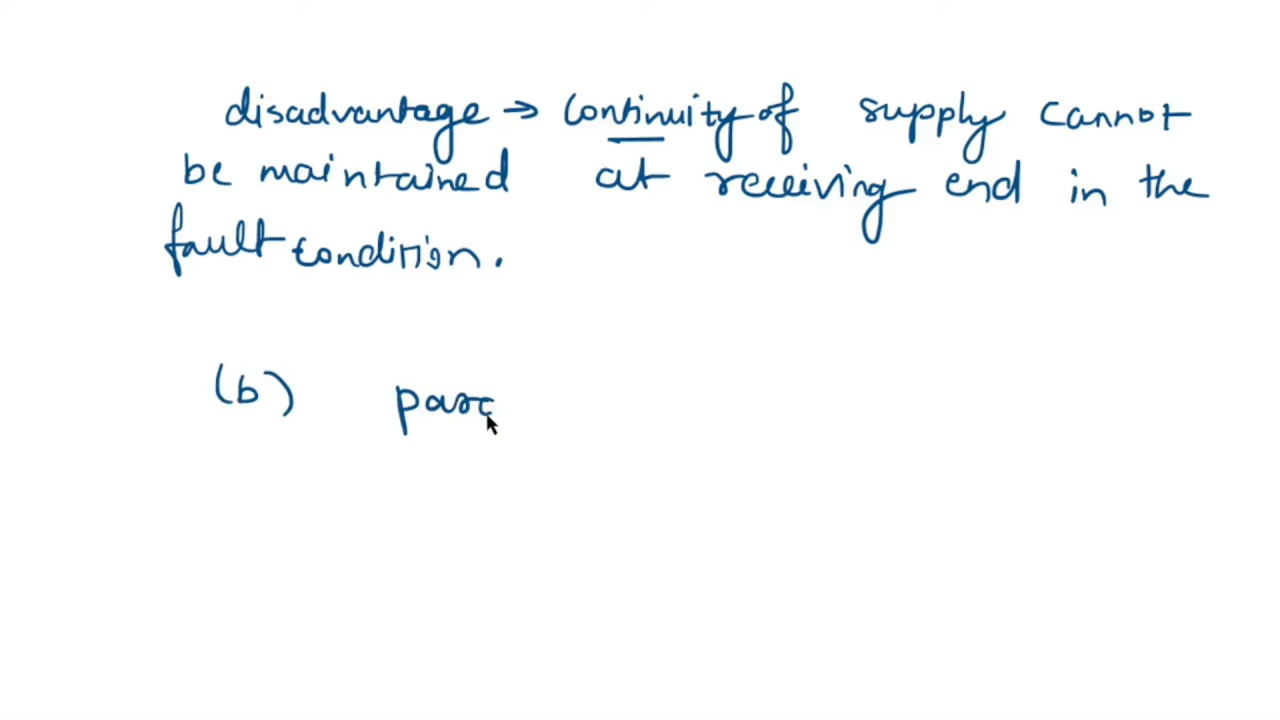 disadvantage → continuity of supply cannot
be maintained at receiving end in the
fault condition.
(b) para